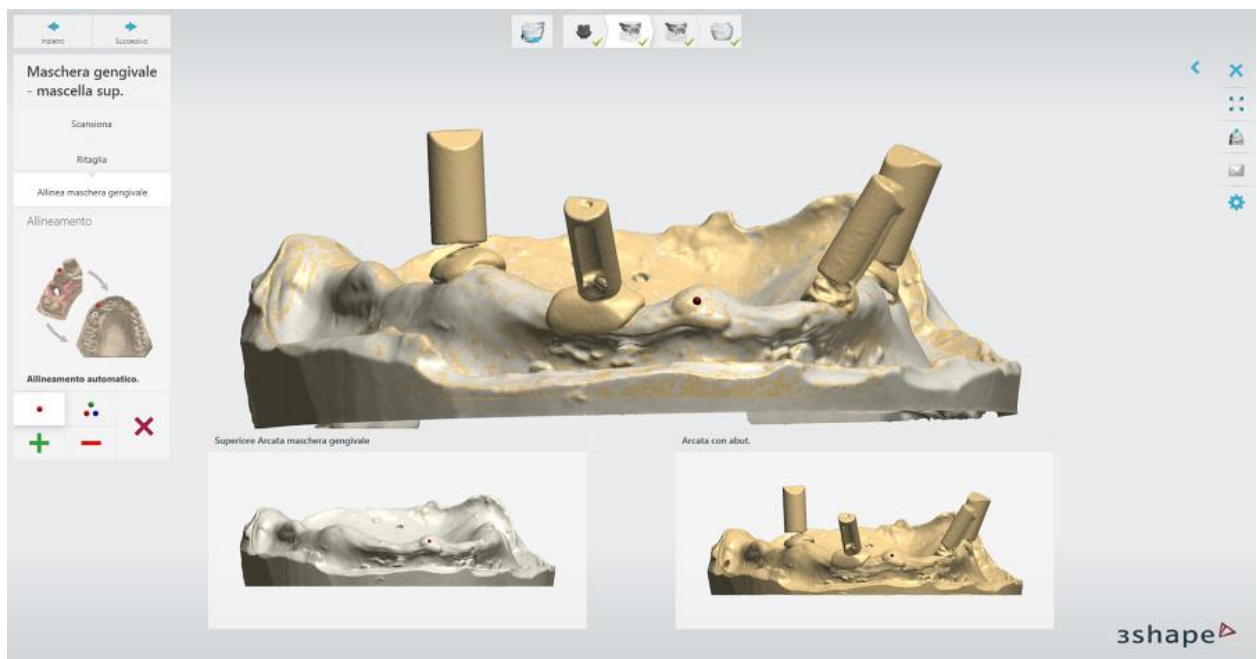 Indietro
Successivo
Maschera gengivale
- mascella sup.
Scansiona
Ritaglia
Allinea maschera gengivale
Allineamento
Allineamento automatico.
Superiore Arcata maschera gengivale
Arcata con abut.
3shape